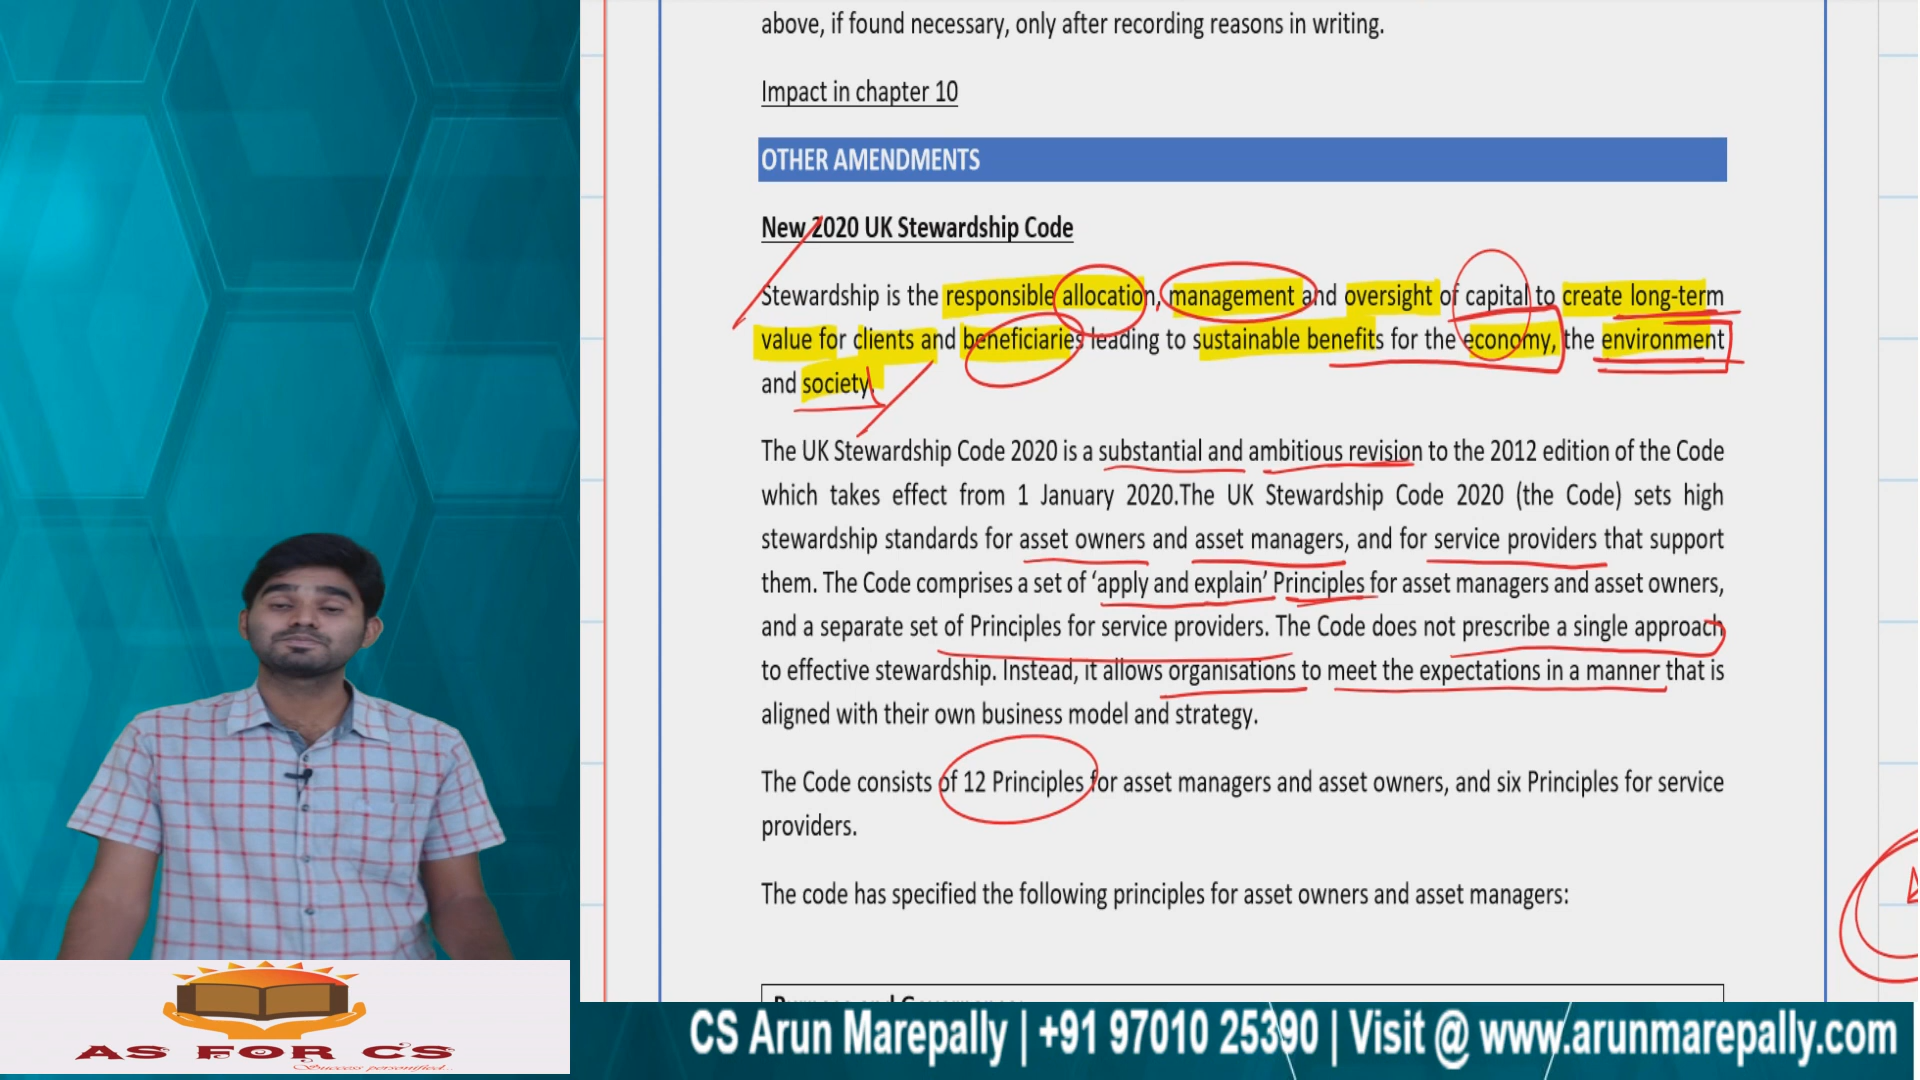 above, if found necessary, only after recording reasons in writing.
Impact in chapter 10
OTHER AMENDMENTS
New 2020 UK Stewardship Code
Stewardship is the responsible allocation, management and oversight of capital to create long-term
value for clients and beneficiaries leading to sustainable benefits for the economy, the environment
and society.
The UK Stewardship Code 2020 is a substantial and ambitious revision to the 2012 edition of the Code
which takes effect from 1 January 2020.The UK Stewardship Code 2020 (the Code) sets high
stewardship standards for asset owners and asset managers, and for service providers that support
them. The Code comprises a set of ‘apply and explain’ Principles for asset managers and asset owners,
and a separate set of Principles for service providers. The Code does not prescribe a single approach
to effective stewardship. Instead, it allows organisations to meet the expectations in a manner that is
aligned with their own business model and strategy.
The Code consists of 12 Principles for asset managers and asset owners, and six Principles for service
providers.
The code has specified the following principles for asset owners and asset managers:
AS FOR CS
Success personified...
CS Arun Marepally | +91 97010 25390 | Visit @ www.arunmarepally.com